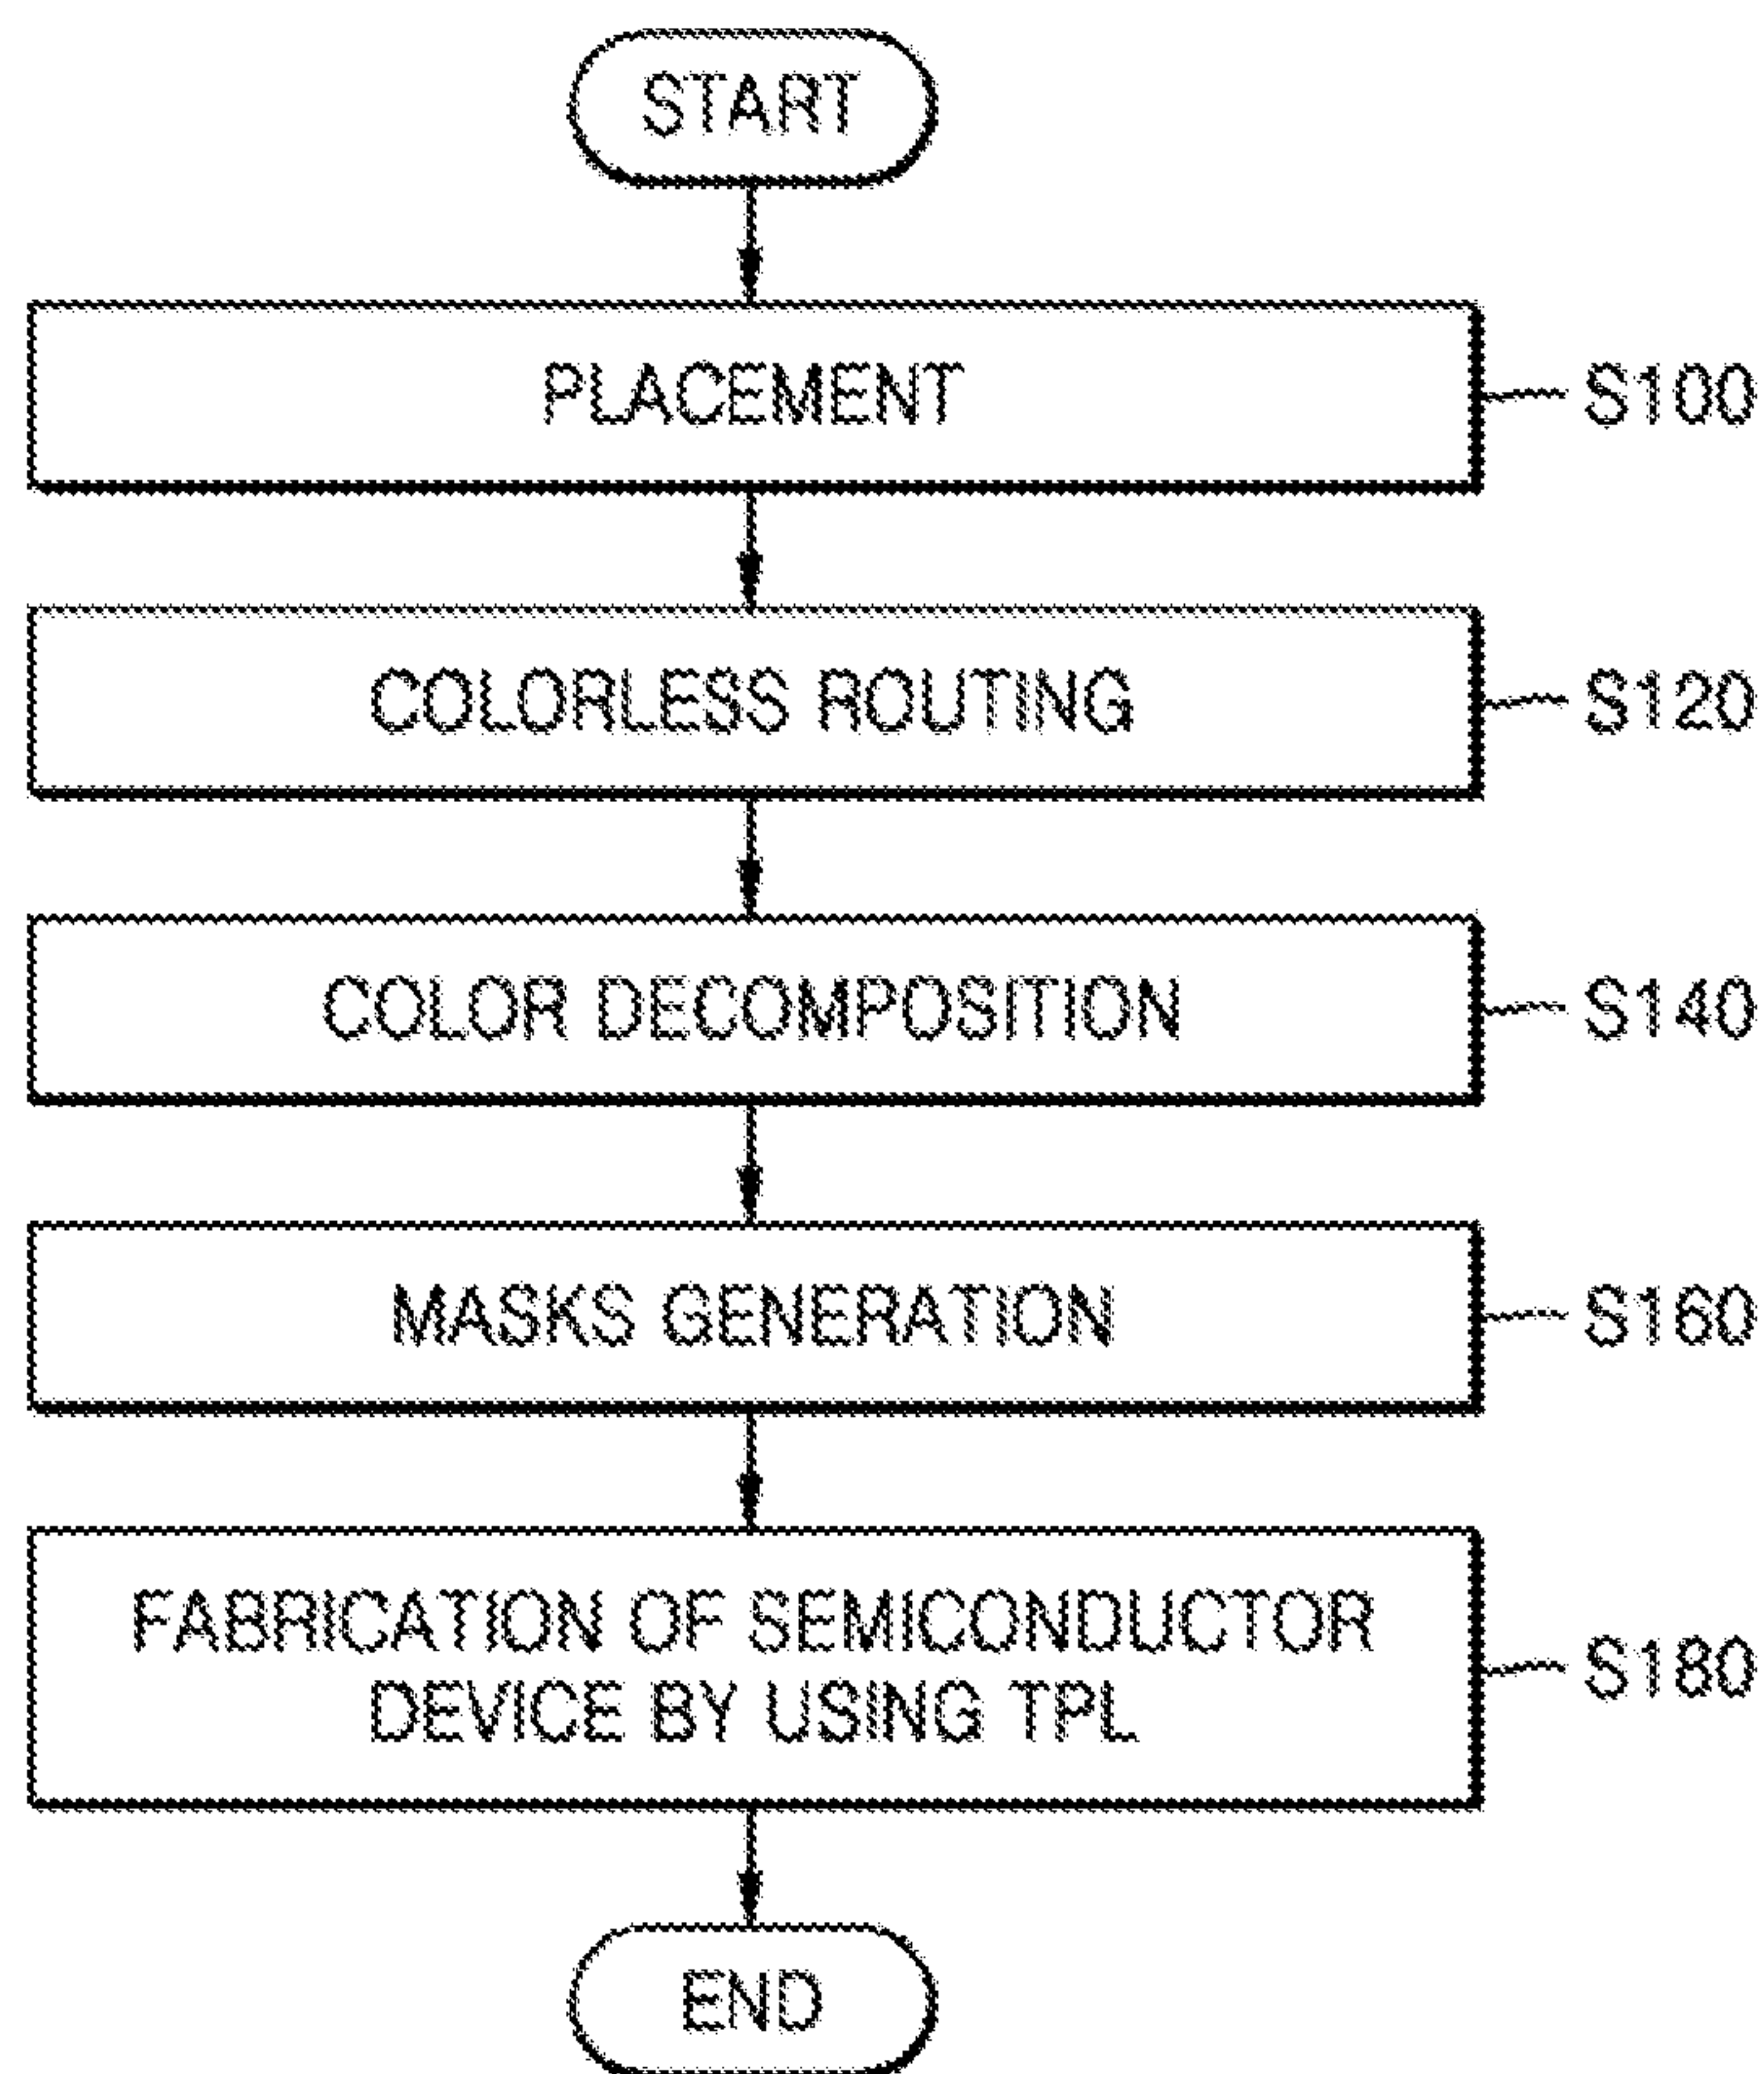 START
PLACEMENT
S100
COLORLESS ROUTING
S120
COLOR DECOMPOSITION
S140
MASKS GENERATION
S160
FABRICATION OF SEMICONDUCTOR
DEVICE BY USING TPL
S180
END